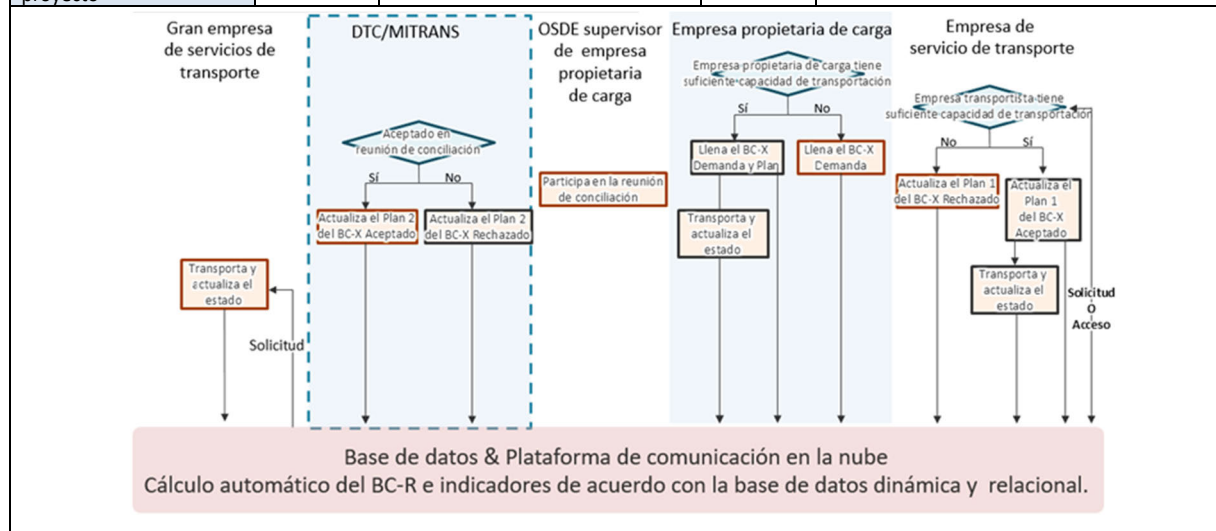 proyecto
Gran empresa
de servicios de
transporte
DTC/MITRANS
OSDE supervisor
de empresa
propietaria
de carga
Empresa propietaria de carga
Empresa de
servicio de transporte
Empresa propietaria de carga tiene
suficiente capacidad de transportación
Sí
No
Empresa transportista tiene
suficiente capacidad de transportación
No
Sí
Aceptado en
reunión de conciliación
Sí
No
Llena el BC-X
Demanda y Plan
Llena el BC-X
Demanda
Participa en la reunión
de conciliación
Actualiza el Plan 1
del BC-X Rechazado
Actualiza el
Plan 1
del BC-X
Aceptado
Actualiza el Plan 2
del BC-X Aceptado
Actualiza el Plan 2
del BC-X Rechazado
Transporta y
actualiza el
estado
Transporta y
actualiza el
estado
Transporta y
actualiza el
estado
Solicitud
Solicitud
O
Acceso
Base de datos & Plataforma de comunicación en la nube
Cálculo automático del BC-R e indicadores de acuerdo con la base de datos dinámica y relacional.